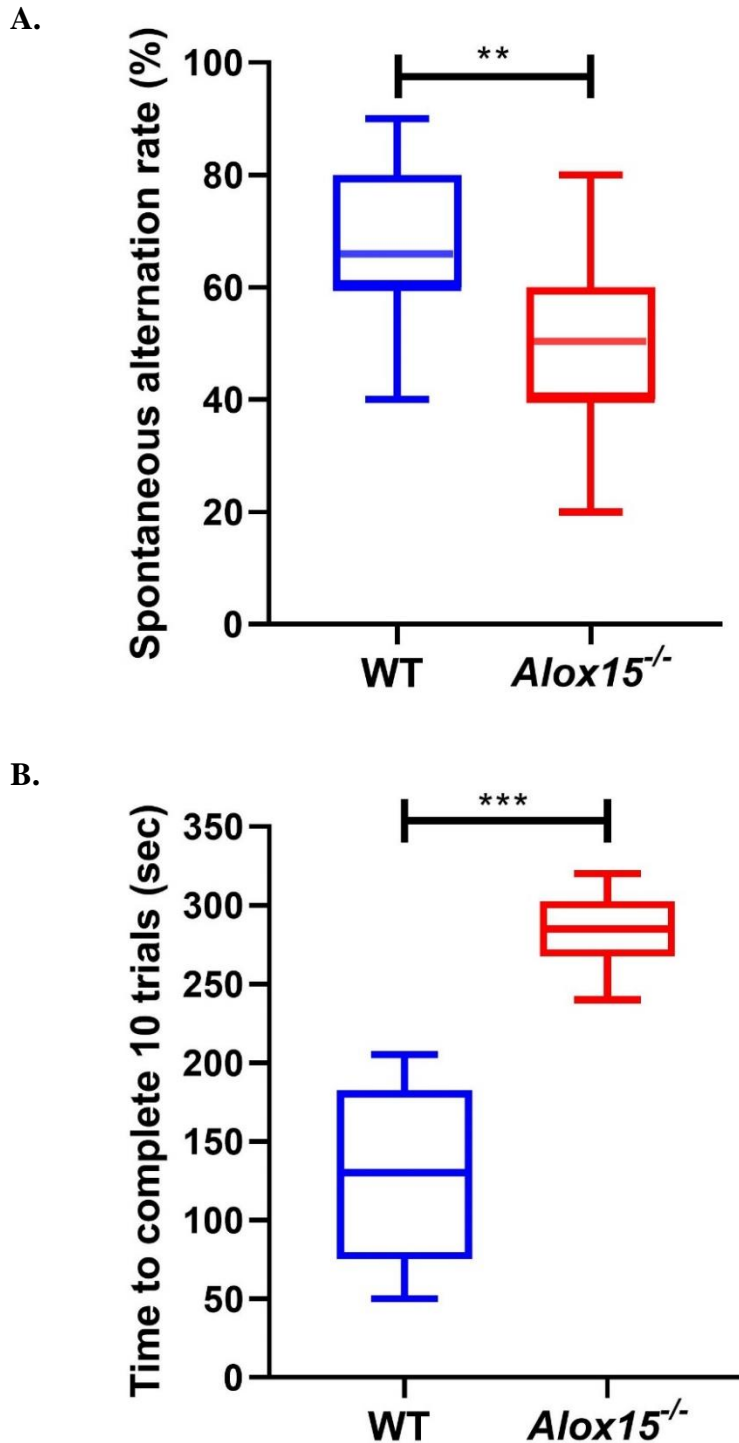 A.
Spontaneous alternation rate (%)
100
80
60
40
20
0
**
WT
Alox15-/-
B.
Time to complete 10 trials (sec)
350
300
250
200
150
100
50
0
***
WT
Alox15-/-